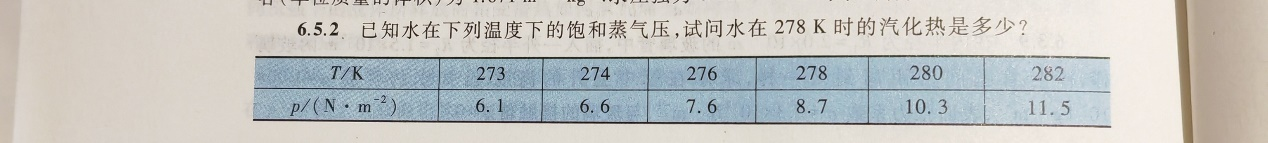 6.5.2. 已知水在下列温度下的饱和蒸气压,试问水在 278 K 时的汽化热是多少?
T/K 273 274 276 278 280 282
p/(N·m⁻²) 6.1 6.6 7.6 8.7 10.3 11.5